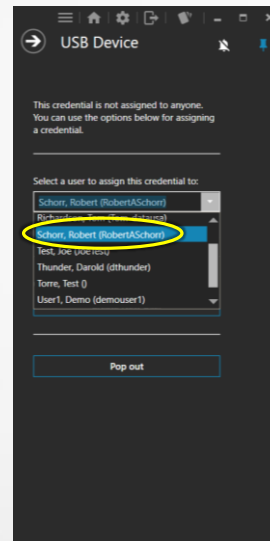 USB Device
This credential is not assigned to anyone.
You can use the options below for assigning
a credential.
Select a user to assign this credential to:
Schorr, Robert (RobertASchorr)
Schorr, Robert (RobertASchorr)
Test, Joe (JoeTest)
Thunder, Darold (dthunder)
Torre, Test ()
User1, Demo (demouser1)
Pop out